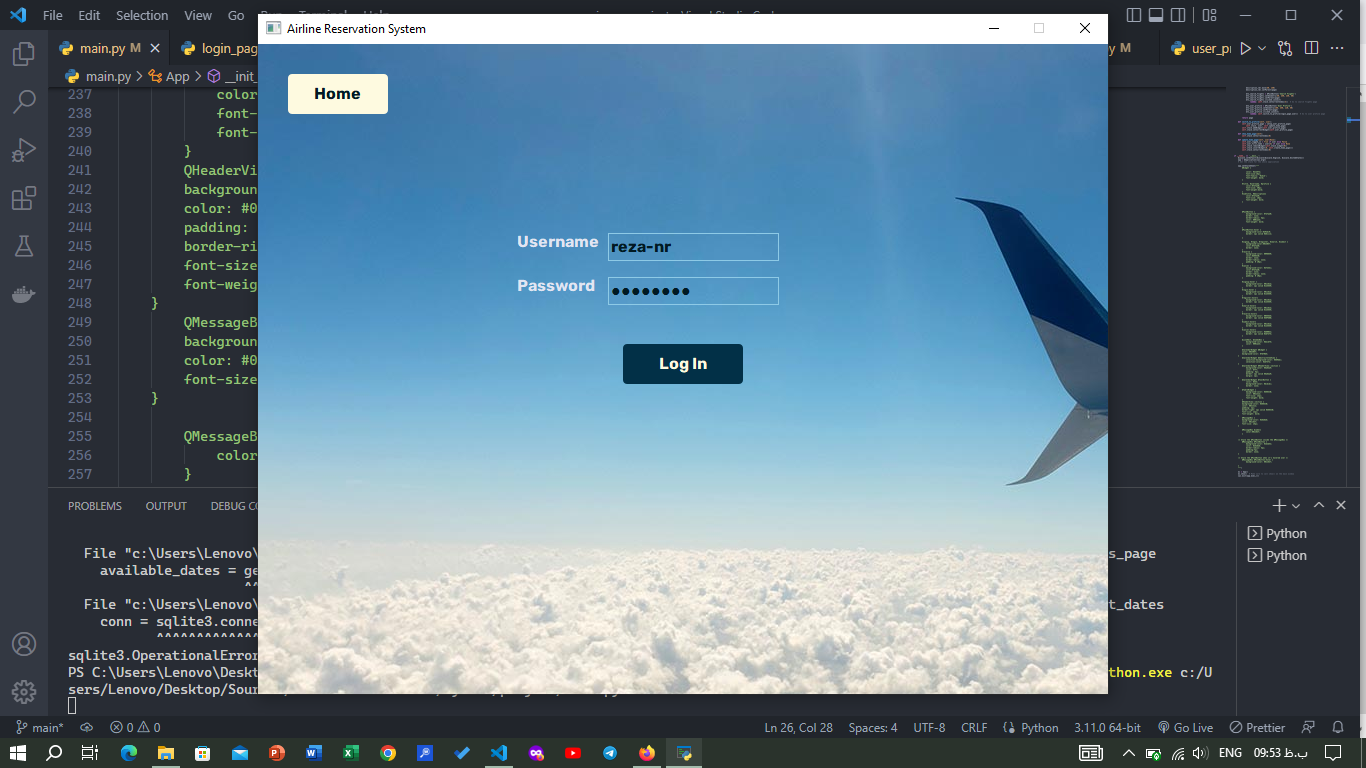 File Edit Selection View Go
Airline Reservation System
main.py M
login_pag
y M
user_pr
main.py > App > __init_
Home
237 color
238 font-
239 font-
240 }
241 QHeaderVi
242 backgroun
243 color: #0
244 padding:
245 border-ri
246 font-size
247 font-weig
248 }
249 QMessageB
250 backgroun
251 color: #0
252 font-size
253 }
254
255 QMessageB
256 color
257 }
Username reza-nr
Password ●●●●●●●●
Log In
PROBLEMS OUTPUT DEBUG CO
File "c:\Users\Lenovo\ s_page
available_dates = ge
^^
File "c:\Users\Lenovo\ t_dates
conn = sqlite3.conne
^^^^^^^^^^^^^^
sqlite3.OperationalError
PS C:\Users\Lenovo\Deskt thon.exe c:/U
sers/Lenovo/Desktop/Sour
Python
Python
main* 0 0 Ln 26, Col 28 Spaces: 4 UTF-8 CRLF Python 3.11.0 64-bit Go Live Prettier
ENG 09:53 ب.ظ